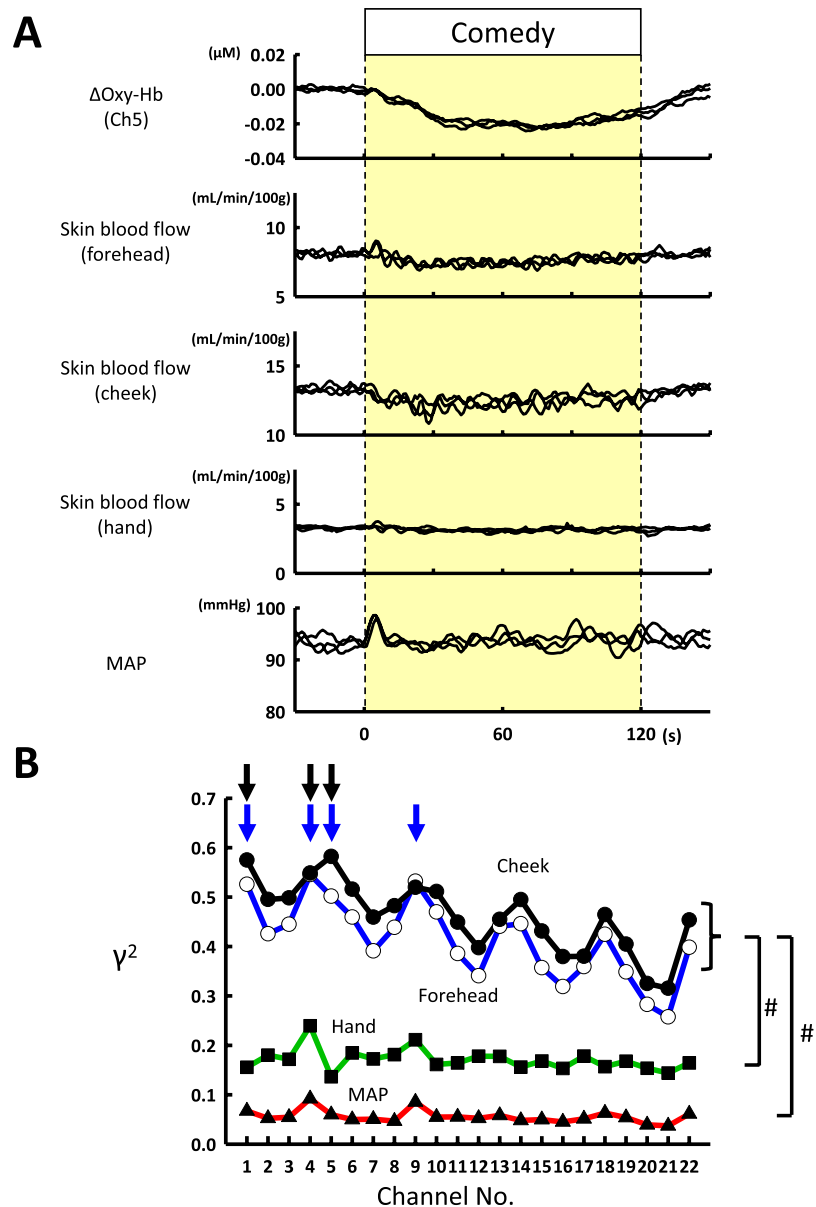 A
Comedy
(µM)
0.02
0.00
-0.02
-0.04
ΔOxy-Hb
(Ch5)
(mL/min/100g)
10
5
Skin blood flow
(forehead)
(mL/min/100g)
15
10
Skin blood flow
(cheek)
(mL/min/100g)
5
0
Skin blood flow
(hand)
(mmHg)
100
90
80
MAP
0 60 120 (s)
B
0.7
0.6
0.5
0.4
0.3
0.2
0.1
0.0
γ2
Cheek
Forehead
Hand
MAP
#
#
1 2 3 4 5 6 7 8 9 10 11 12 13 14 15 16 17 18 19 20 21 22
Channel No.